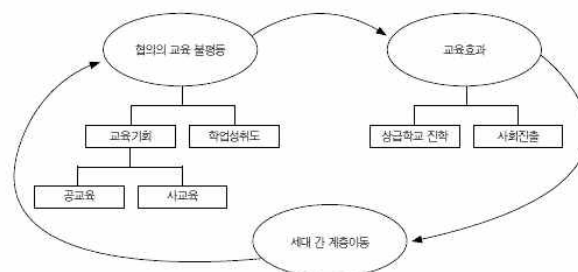 협의의 교육 불평등
교육효과
교육기회
학업성취도
상급학교 진학
사회진출
공교육
사교육
세대 간 계층이동